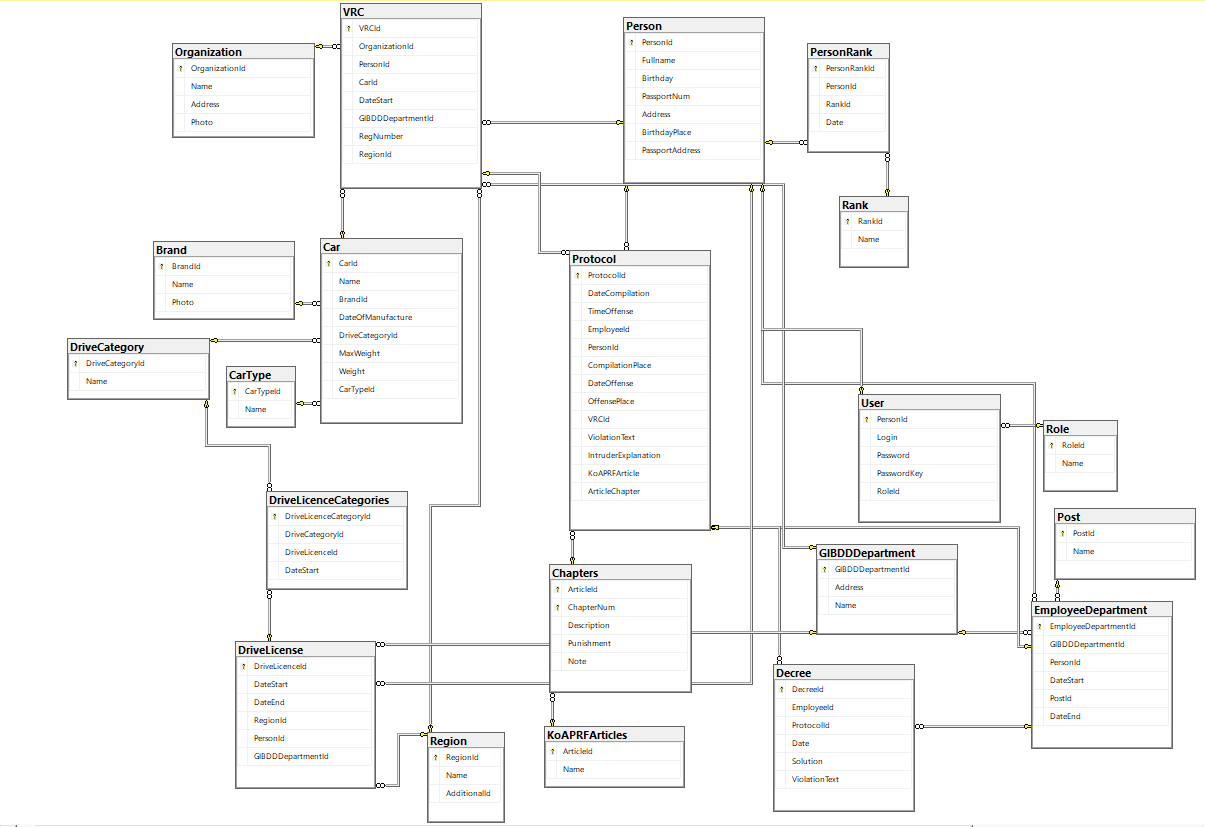 VRC
VRCId
OrganizationId
PersonId
CarId
DateStart
GIBDDDepartmentId
RegNumber
RegionId
Person
PersonId
Fullname
Birthday
PassportNum
Address
BirthdayPlace
PassportAddress
Organization
OrganizationId
Name
Address
Photo
PersonRank
PersonRankId
PersonId
RankId
Date
Rank
RankId
Name
Brand
BrandId
Name
Photo
Car
CarId
Name
BrandId
DateOfManufacture
DriveCategoryId
MaxWeight
Weight
CarTypeId
Protocol
ProtocolId
DateCompilation
TimeOffense
EmployeeId
PersonId
CompilationPlace
DateOffense
OffensePlace
VRCId
ViolationText
IntruderExplanation
KoAPRFArticle
ArticleChapter
DriveCategory
DriveCategoryId
Name
CarType
CarTypeId
Name
User
PersonId
Login
Password
PasswordKey
RoleId
Role
RoleId
Name
DriveLicenceCategories
DriveLicenceCategoryId
DriveCategoryId
DriveLicenceId
DateStart
Post
PostId
Name
GIBDDDepartment
GIBDDDepartmentId
Address
Name
Chapters
ArticleId
ChapterNum
Description
Punishment
Note
EmployeeDepartment
EmployeeDepartmentId
GIBDDDepartmentId
PersonId
DateStart
PostId
DateEnd
DriveLicense
DriveLicenceId
DateStart
DateEnd
RegionId
PersonId
GIBDDDepartmentId
Decree
DecreeId
EmployeeId
ProtocolId
Date
Solution
ViolationText
Region
RegionId
Name
AdditionalId
KoAPRFArticles
ArticleId
Name